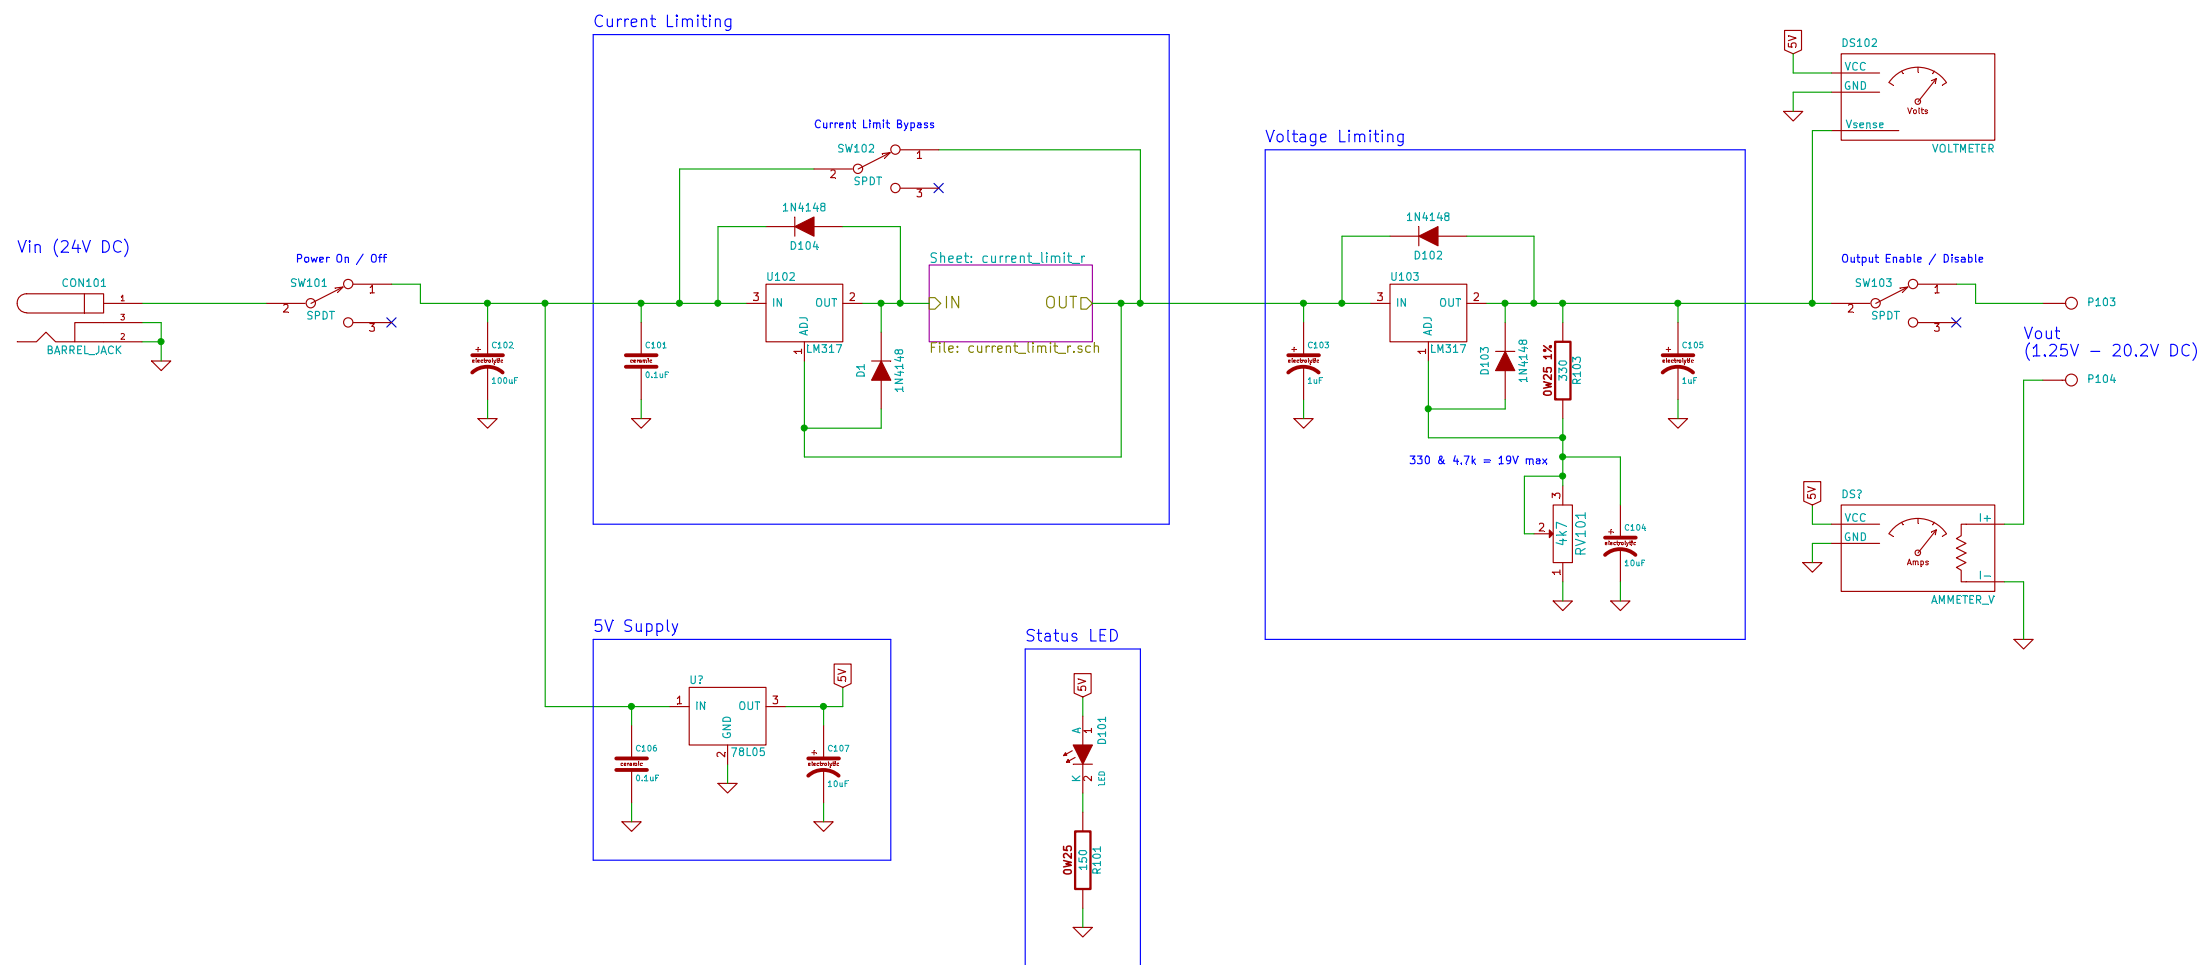 Current Limiting
Current Limit Bypass
SW102
1
2
SPDT
3
1N4148
D104
U102
3
IN
OUT
2
ADJ
1
LM317
Sheet: current_limit_r
IN
OUT
File: current_limit_r.sch
D1
1N4148
C101
ceramic
0.1uF
Vin (24V DC)
CON101
1
3
2
BARREL_JACK
Power On / Off
SW101
1
2
SPDT
3
C102
+
electrolytic
100uF
Voltage Limiting
1N4148
D102
U103
3
IN
OUT
2
ADJ
1
LM317
C103
+
electrolytic
1uF
D103
1N4148
0W25 1%
330
R103
C105
+
electrolytic
1uF
330 & 4.7k = 19V max
3
2
4k7
RV101
1
C104
+
electrolytic
10uF
5V
DS102
VCC
GND
Volts
Vsense
VOLTMETER
Output Enable / Disable
SW103
1
2
SPDT
3
P103
Vout
(1.25V - 20.2V DC)
P104
5V
DS?
VCC
I+
GND
Amps
I-
AMMETER_V
5V Supply
5V
U?
1
IN
OUT
3
GND
2
78L05
C106
ceramic
0.1uF
C107
+
electrolytic
10uF
Status LED
5V
A
1
D101
K
2
LED
0W25
150
R101